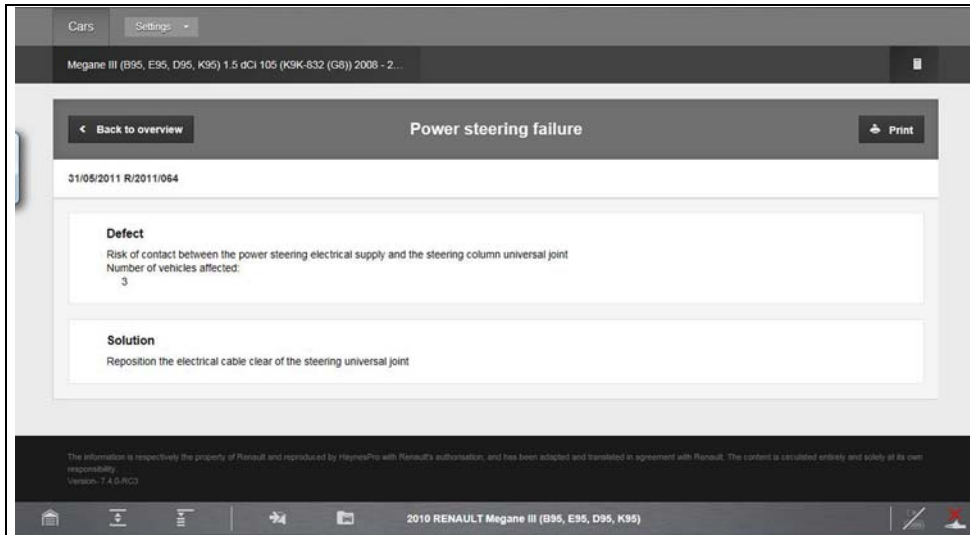 Cars
Settings
Megane III (B95, E95, D95, K95) 1.5 dCi 105 (K9K-832 (G8)) 2008 - 2...
Back to overview
Power steering failure
Print
31/05/2011 R/2011/064
Defect
Risk of contact between the power steering electrical supply and the steering column universal joint
Number of vehicles affected:
3
Solution
Reposition the electrical cable clear of the steering universal joint
The information is respectively the property of Renault and reproduced by HaynesPro with Renault's authorisation, and has been adapted and translated in agreement with Renault. The content is circulated entirely and solely at its own
responsibility.
Version- 7.4.0-RC3
2010 RENAULT Megane III (B95, E95, D95, K95)